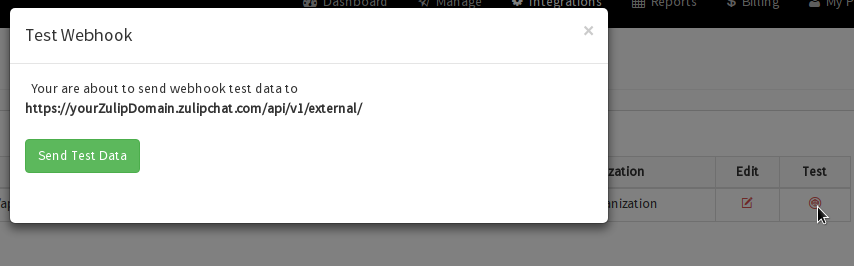 Dashboard Manage Integrations Reports $ Billing My P
Test Webhook ×
Your are about to send webhook test data to
https://yourZulipDomain.zulipchat.com/api/v1/external/
Send Test Data
zation Edit Test
anization